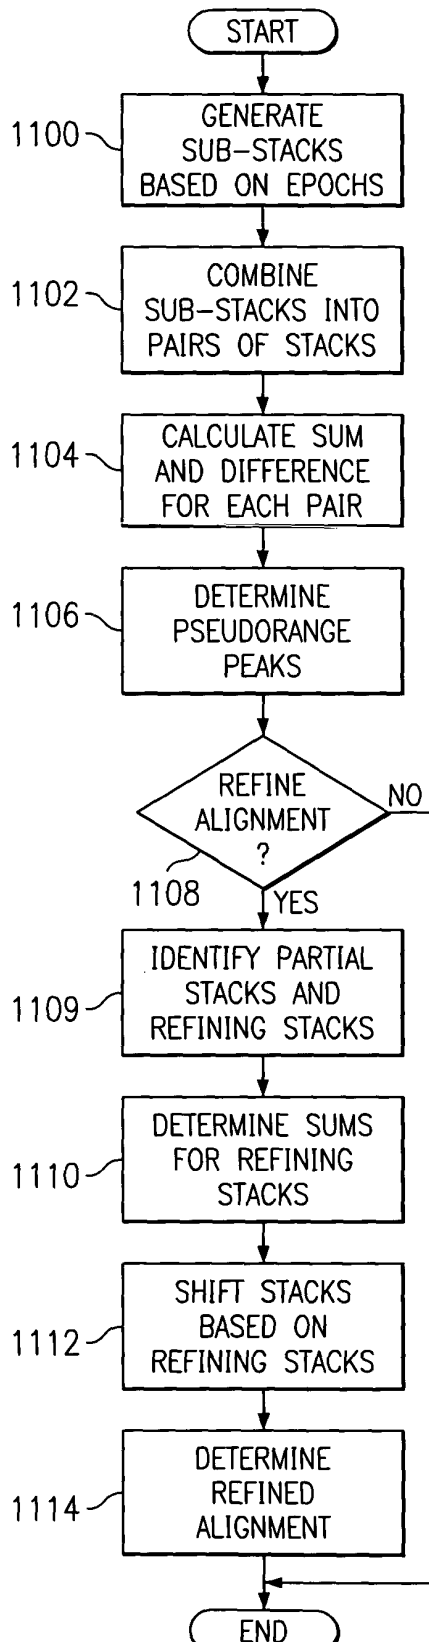 START
1100
GENERATE
SUB-STACKS
BASED ON EPOCHS
1102
COMBINE
SUB-STACKS INTO
PAIRS OF STACKS
1104
CALCULATE SUM
AND DIFFERENCE
FOR EACH PAIR
1106
DETERMINE
PSEUDORANGE
PEAKS
REFINE
ALIGNMENT
?
NO
1108
YES
1109
IDENTIFY PARTIAL
STACKS AND
REFINING STACKS
1110
DETERMINE SUMS
FOR REFINING
STACKS
1112
SHIFT STACKS
BASED ON
REFINING STACKS
1114
DETERMINE
REFINED
ALIGNMENT
END